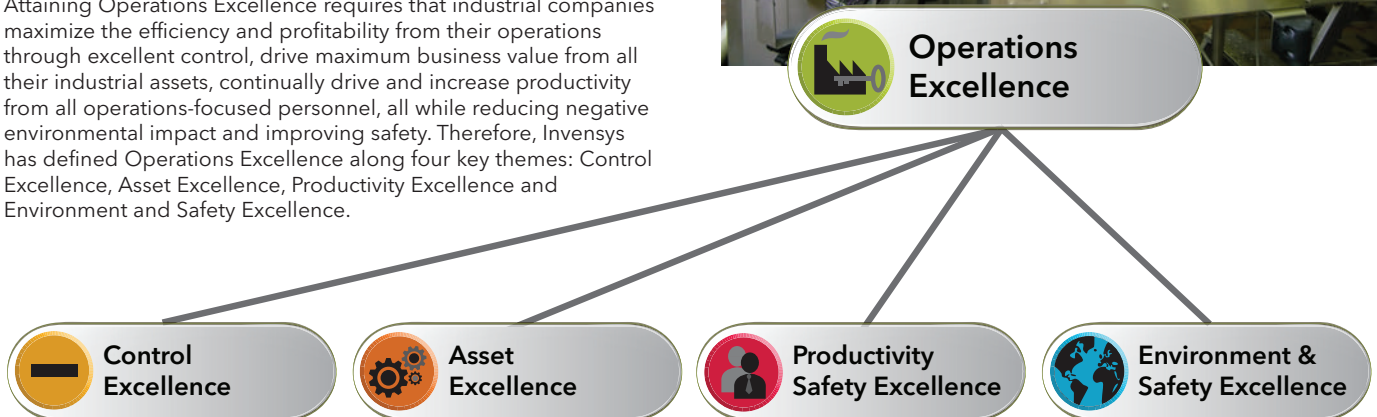 Attaining Operations Excellence requires that industrial companies
maximize the efficiency and profitability from their operations
through excellent control, drive maximum business value from all
their industrial assets, continually drive and increase productivity
from all operations-focused personnel, all while reducing negative
environmental impact and improving safety. Therefore, Invensys
has defined Operations Excellence along four key themes: Control
Excellence, Asset Excellence, Productivity Excellence and
Environment and Safety Excellence.
Operations
Excellence
Control
Excellence
Asset
Excellence
Productivity
Safety Excellence
Environment &
Safety Excellence